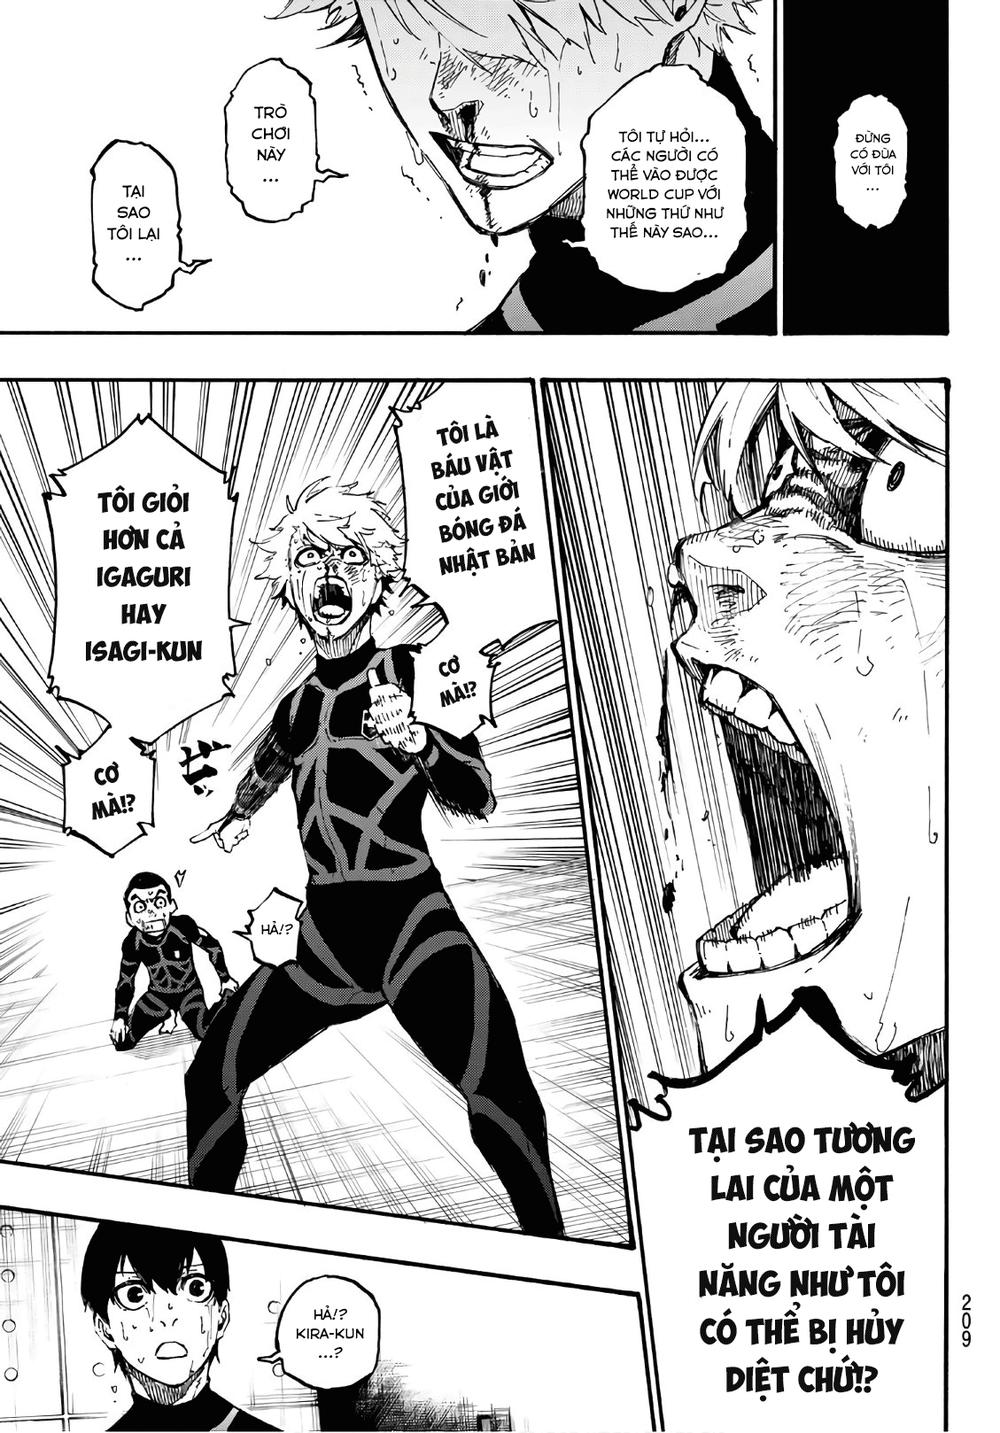 ĐỪNG
CÓ ĐÙA
VỚI TÔI
...
TÔI TỰ HỎI...
CÁC NGƯỜI CÓ
THỂ VÀO ĐƯỢC
WORLD CUP VỚI
NHỮNG THỨ NHƯ
THẾ NÀY SAO...
TRÒ
CHƠI
NÀY
...
TẠI
SAO
TÔI LẠI
...
TẠI SAO TƯƠNG
LAI CỦA MỘT
NGƯỜI TÀI
NĂNG NHƯ TÔI
CÓ THỂ BỊ HỦY
DIỆT CHỨ!?
TÔI LÀ
BÁU VẬT
CỦA GIỚI
BÓNG ĐÁ
NHẬT BẢN
CƠ
MÀ!?
TÔI GIỎI
HƠN CẢ
IGAGURI
HAY
ISAGI-KUN
CƠ
MÀ!?
HẢ!?
HẢ!?
KIRA-KUN
...?
209